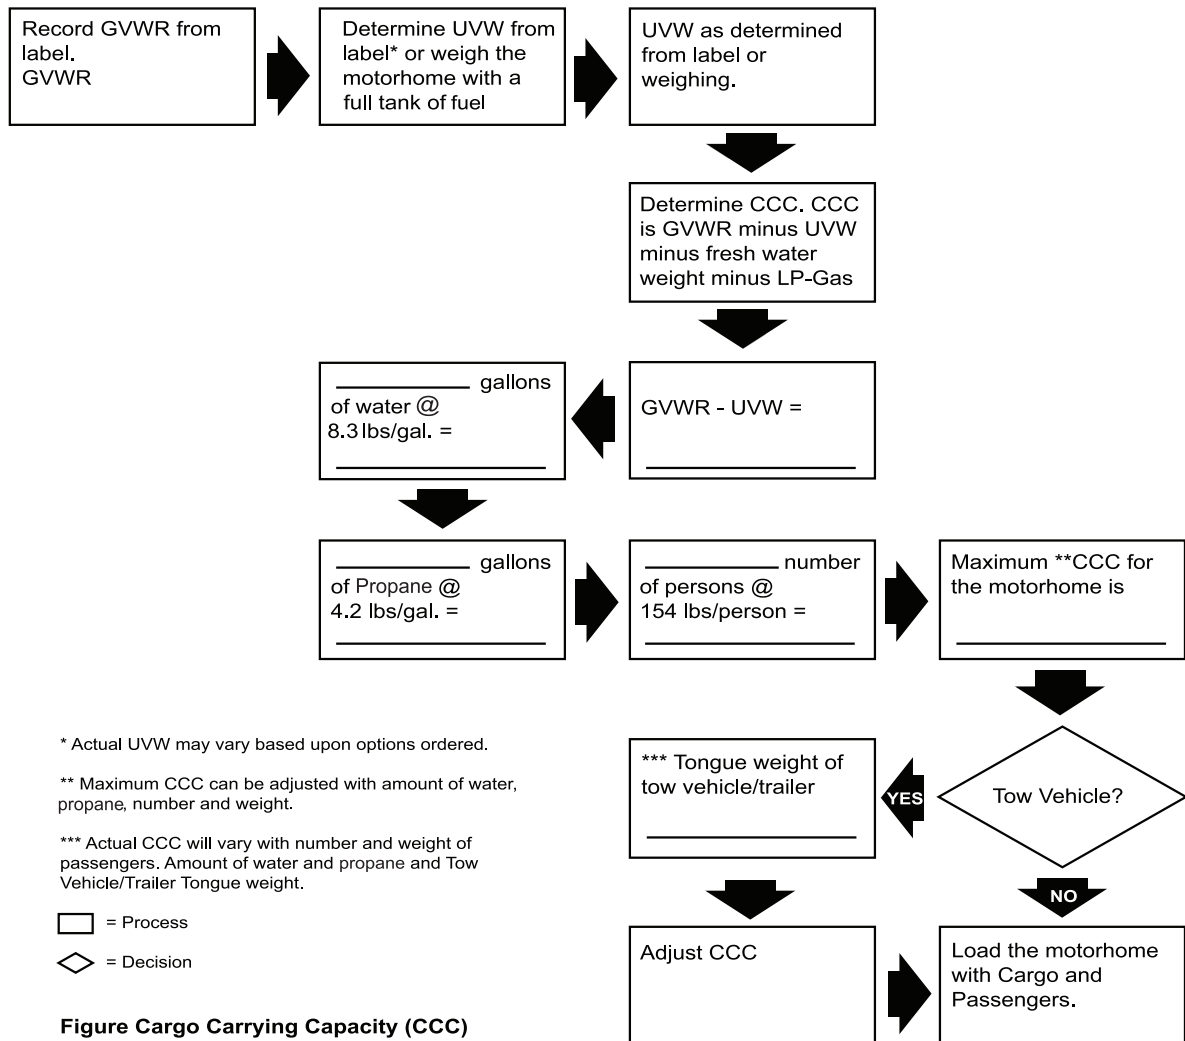 Record GVWR from
label.
GVWR
Determine UVW from
label* or weigh the
motorhome with a
full tank of fuel
UVW as determined
from label or
weighing.
Determine CCC. CCC
is GVWR minus UVW
minus fresh water
weight minus LP-Gas
GVWR - UVW =
gallons
of water @
8.3 lbs/gal. =
gallons
of Propane @
4.2 lbs/gal. =
number
of persons @
154 lbs/person =
Maximum **CCC for
the motorhome is
Tow Vehicle?
YES
*** Tongue weight of
tow vehicle/trailer
NO
Adjust CCC
Load the motorhome
with Cargo and
Passengers.
* Actual UVW may vary based upon options ordered.
** Maximum CCC can be adjusted with amount of water,
propane, number and weight.
*** Actual CCC will vary with number and weight of
passengers. Amount of water and propane and Tow
Vehicle/Trailer Tongue weight.
= Process
= Decision
Figure Cargo Carrying Capacity (CCC)